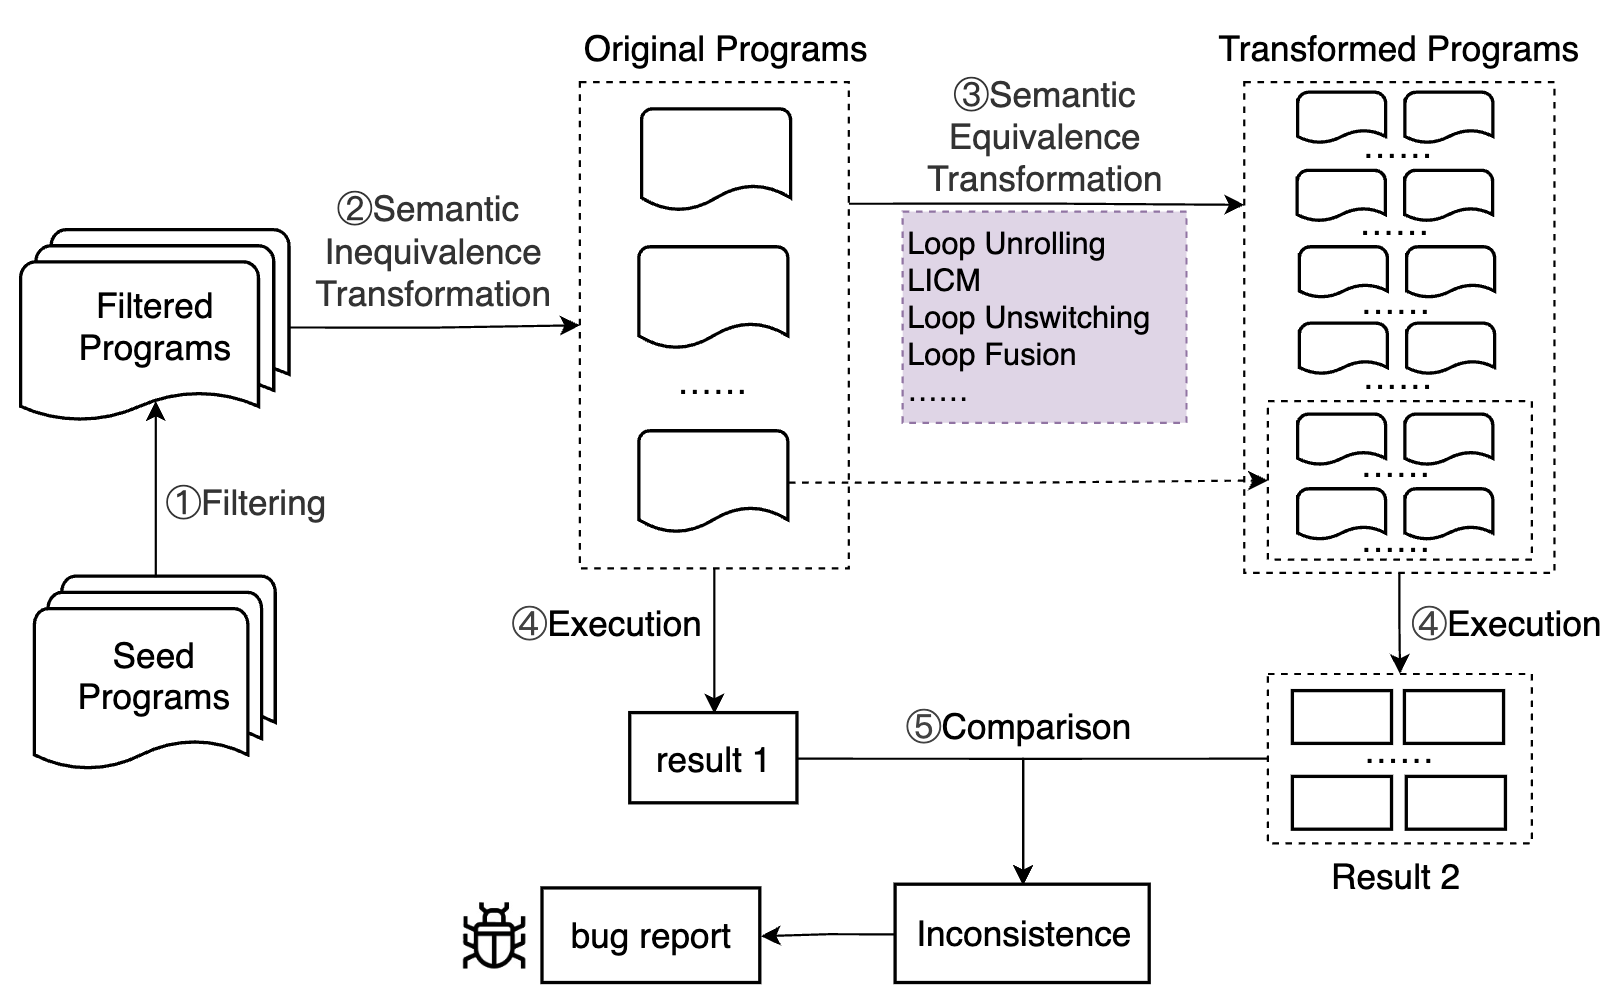 Original Programs
Transformed Programs
③Semantic
Equivalence
Transformation
②Semantic
Inequivalence
Transformation
Loop Unrolling
LICM
Loop Unswitching
Loop Fusion
......
Filtered
Programs
......
①Filtering
Seed
Programs
......
......
......
......
......
......
④Execution
④Execution
result 1
⑤Comparison
......
Result 2
Inconsistence
bug report